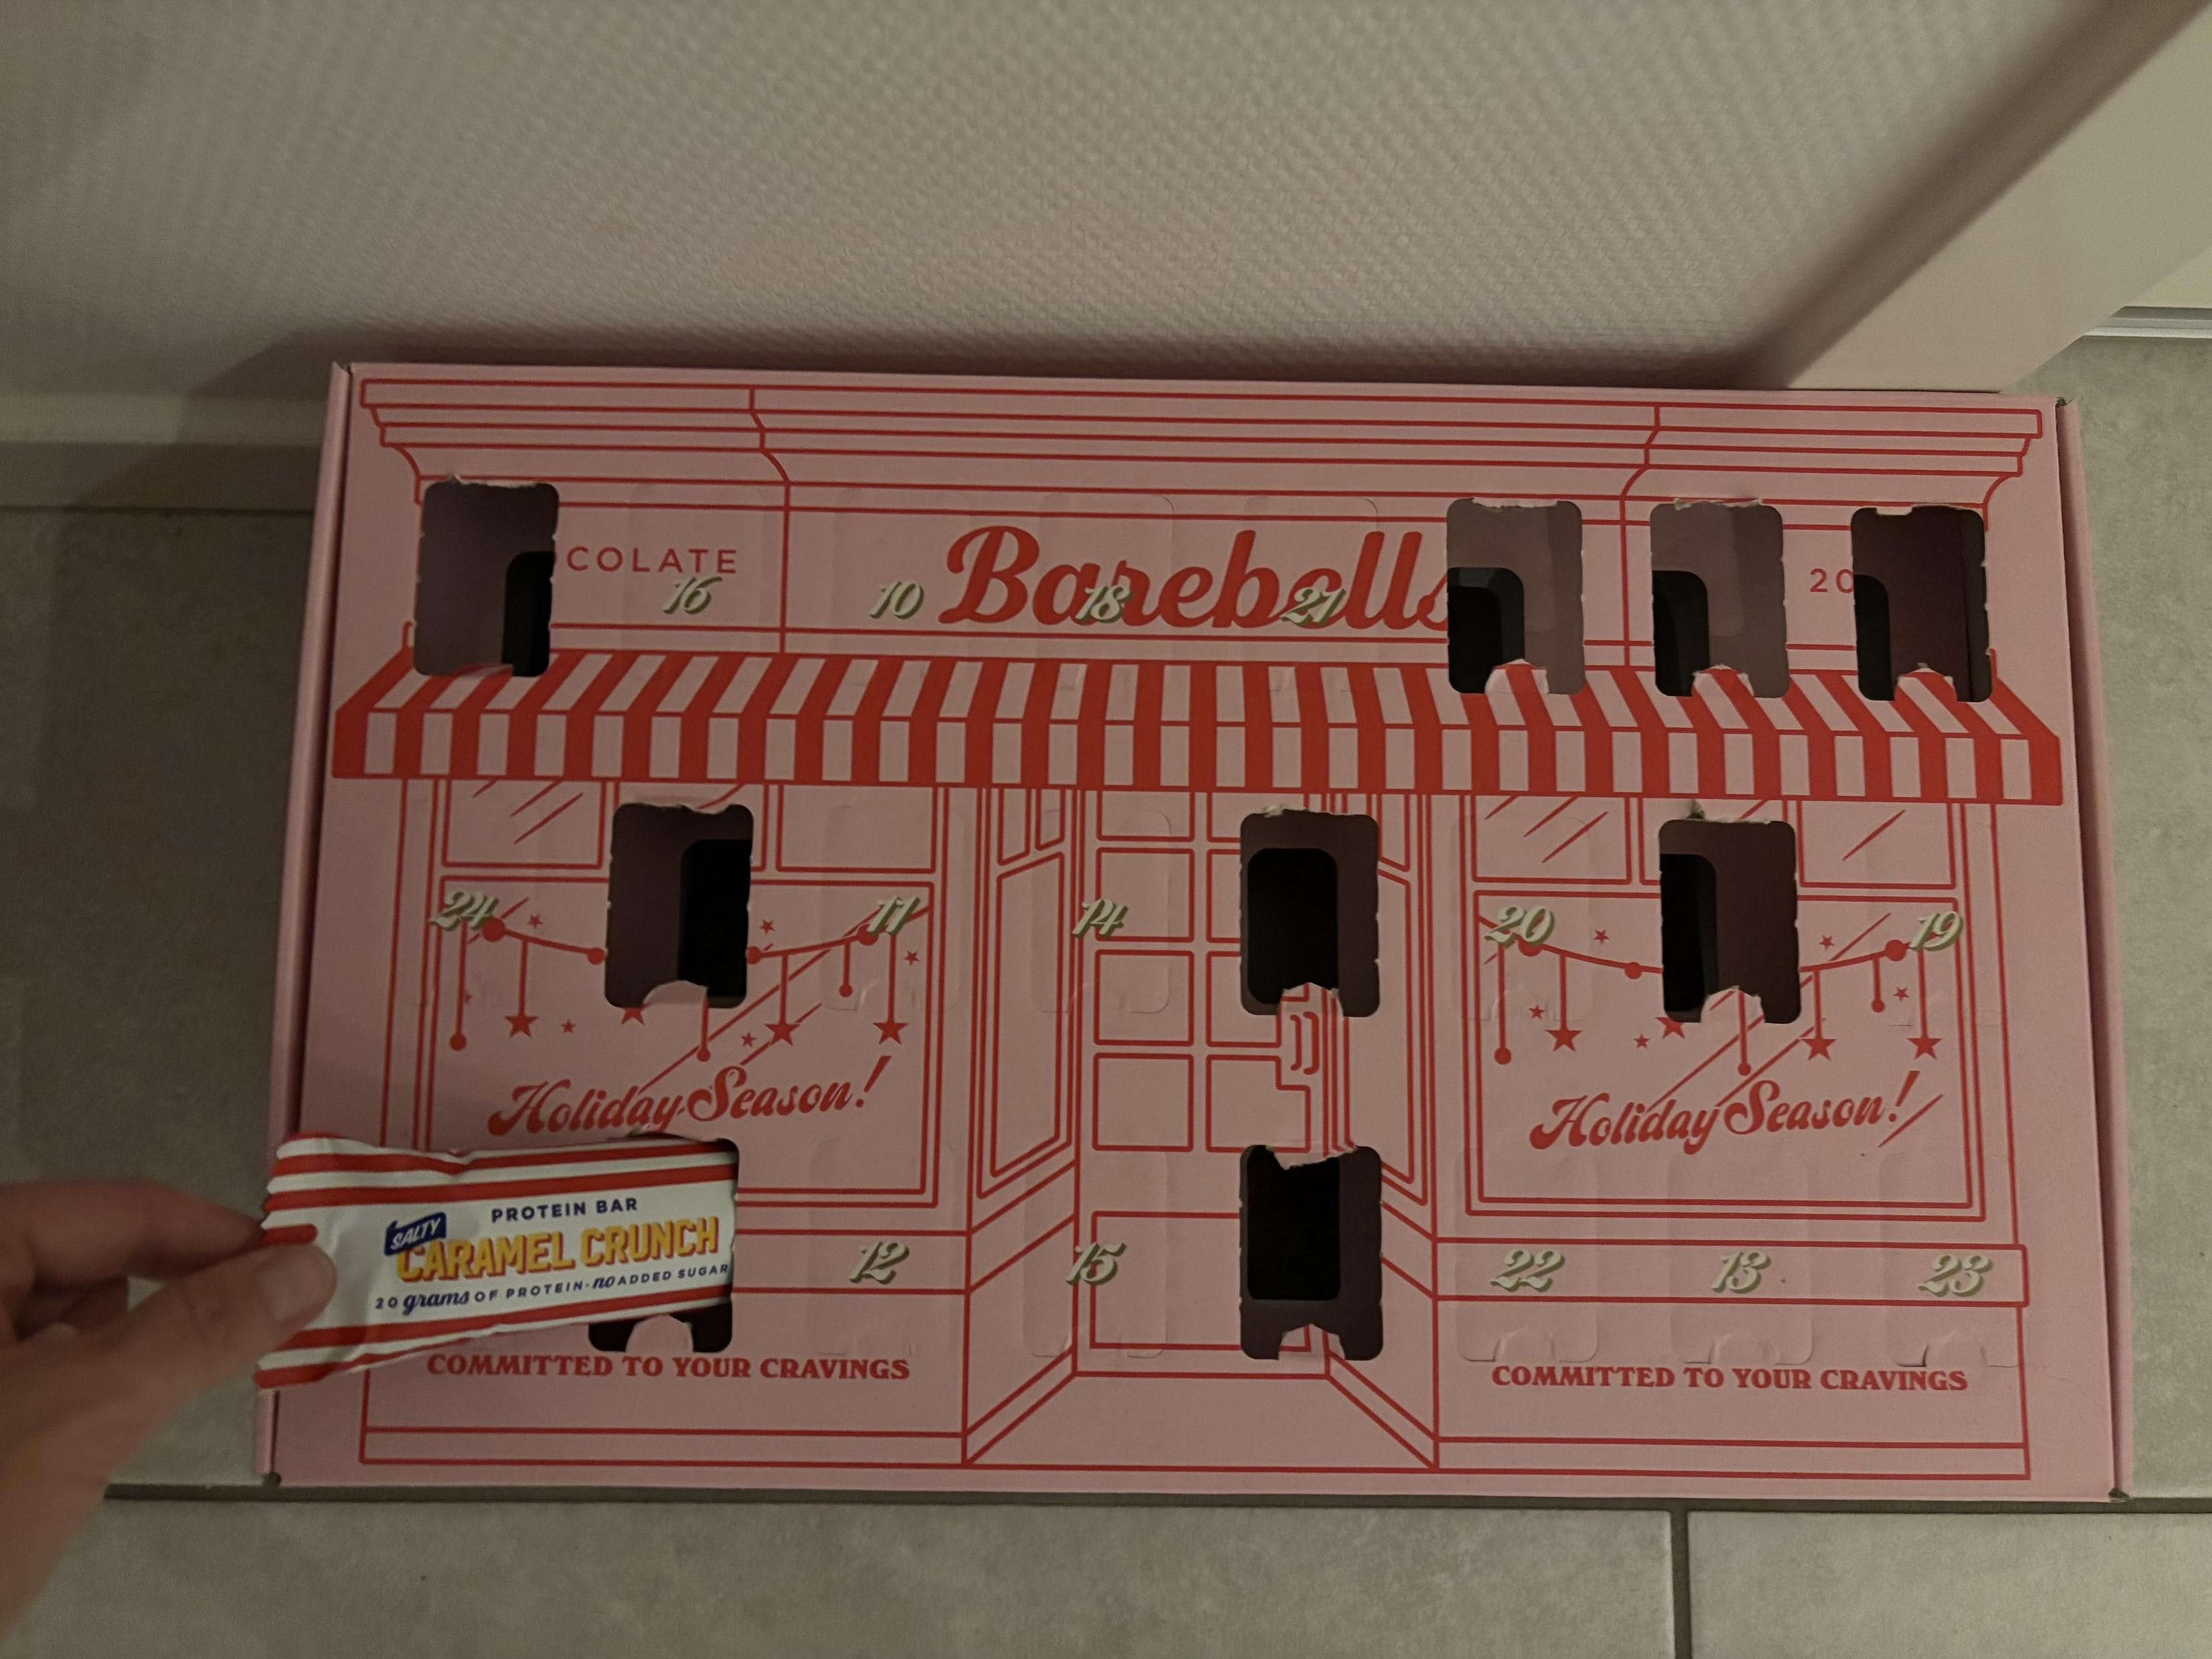 COLATE
Barebells
20
16
10
18
21
24
11
14
20
19
Holiday Season!
Holiday Season!
PROTEIN BAR
SALTY
CARAMEL CRUNCH
20 grams OF PROTEIN - no ADDED SUGAR
12
15
22
13
23
COMMITTED TO YOUR CRAVINGS
COMMITTED TO YOUR CRAVINGS